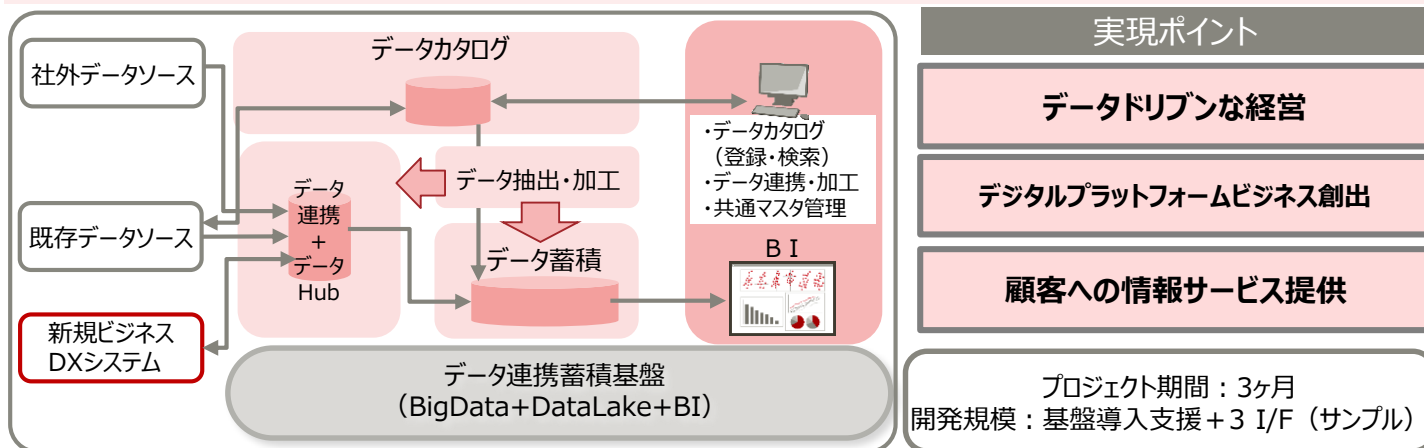 社外データソース
既存データソース
新規ビジネス
DXシステム
データカタログ
データ
連携
+
データ
Hub
データ抽出・加工
データ蓄積
・データカタログ
（登録・検索）
・データ連携・加工
・共通マスタ管理
ＢＩ
データ連携蓄積基盤
（BigData+DataLake+BI）
実現ポイント
データドリブンな経営
デジタルプラットフォームビジネス創出
顧客への情報サービス提供
プロジェクト期間：3ヶ月
開発規模：基盤導入支援＋3 I/F（サンプル）